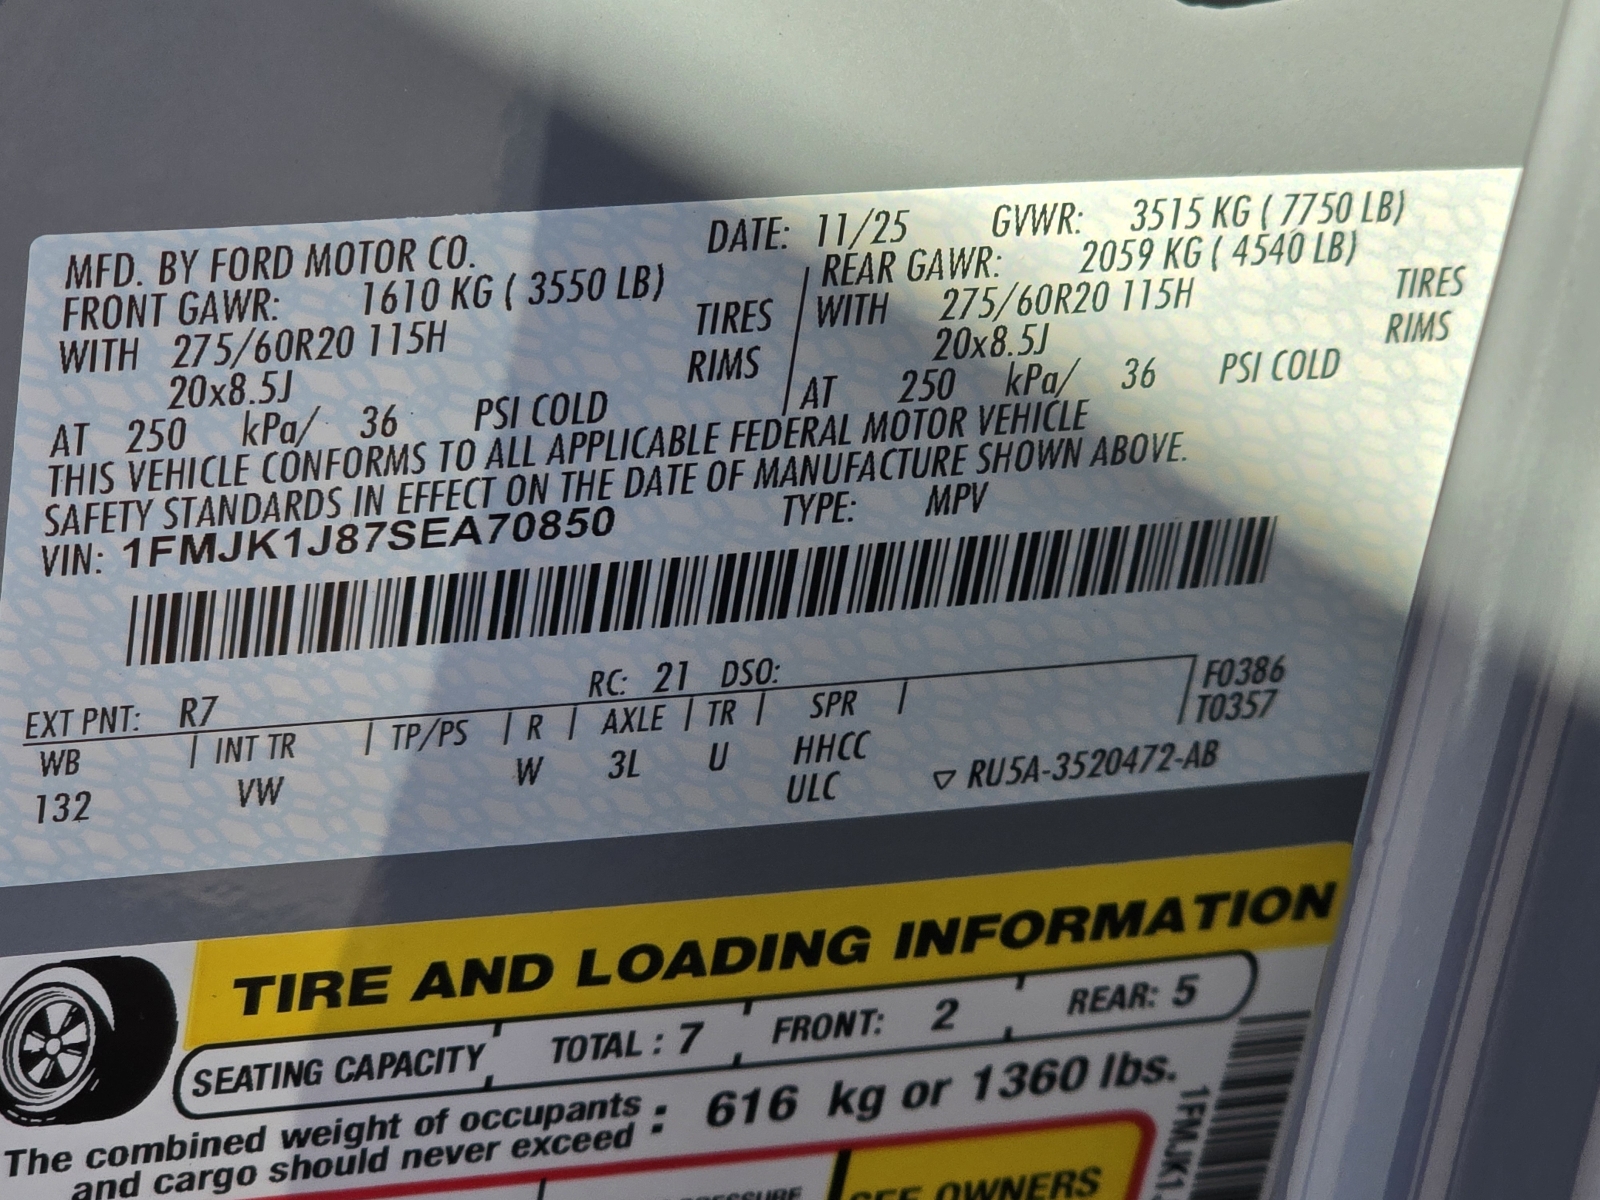 MFD. BY FORD MOTOR CO. DATE: 11/25 GVWR: 3515 KG ( 7750 LB)
FRONT GAWR: 1610 KG ( 3550 LB) REAR GAWR: 2059 KG ( 4540 LB)
WITH 275/60R20 115H TIRES WITH 275/60R20 115H TIRES
20x8.5J RIMS 20x8.5J RIMS
AT 250 kPa/ 36 PSI COLD AT 250 kPa/ 36 PSI COLD
THIS VEHICLE CONFORMS TO ALL APPLICABLE FEDERAL MOTOR VEHICLE
SAFETY STANDARDS IN EFFECT ON THE DATE OF MANUFACTURE SHOWN ABOVE.
VIN: 1FMJK1J87SEA70850 TYPE: MPV
EXT PNT: R7 RC: 21 DSO: F0386
WB INT TR TP/PS R AXLE TR SPR T0357
132 VW W 3L U HHCC
ULC ▽ RU5A-3520472-AB
TIRE AND LOADING INFORMATION
SEATING CAPACITY TOTAL : 7 FRONT: 2 REAR: 5
The combined weight of occupants
and cargo should never exceed : 616 kg or 1360 lbs.
SEE OWNERS
1FMJK1